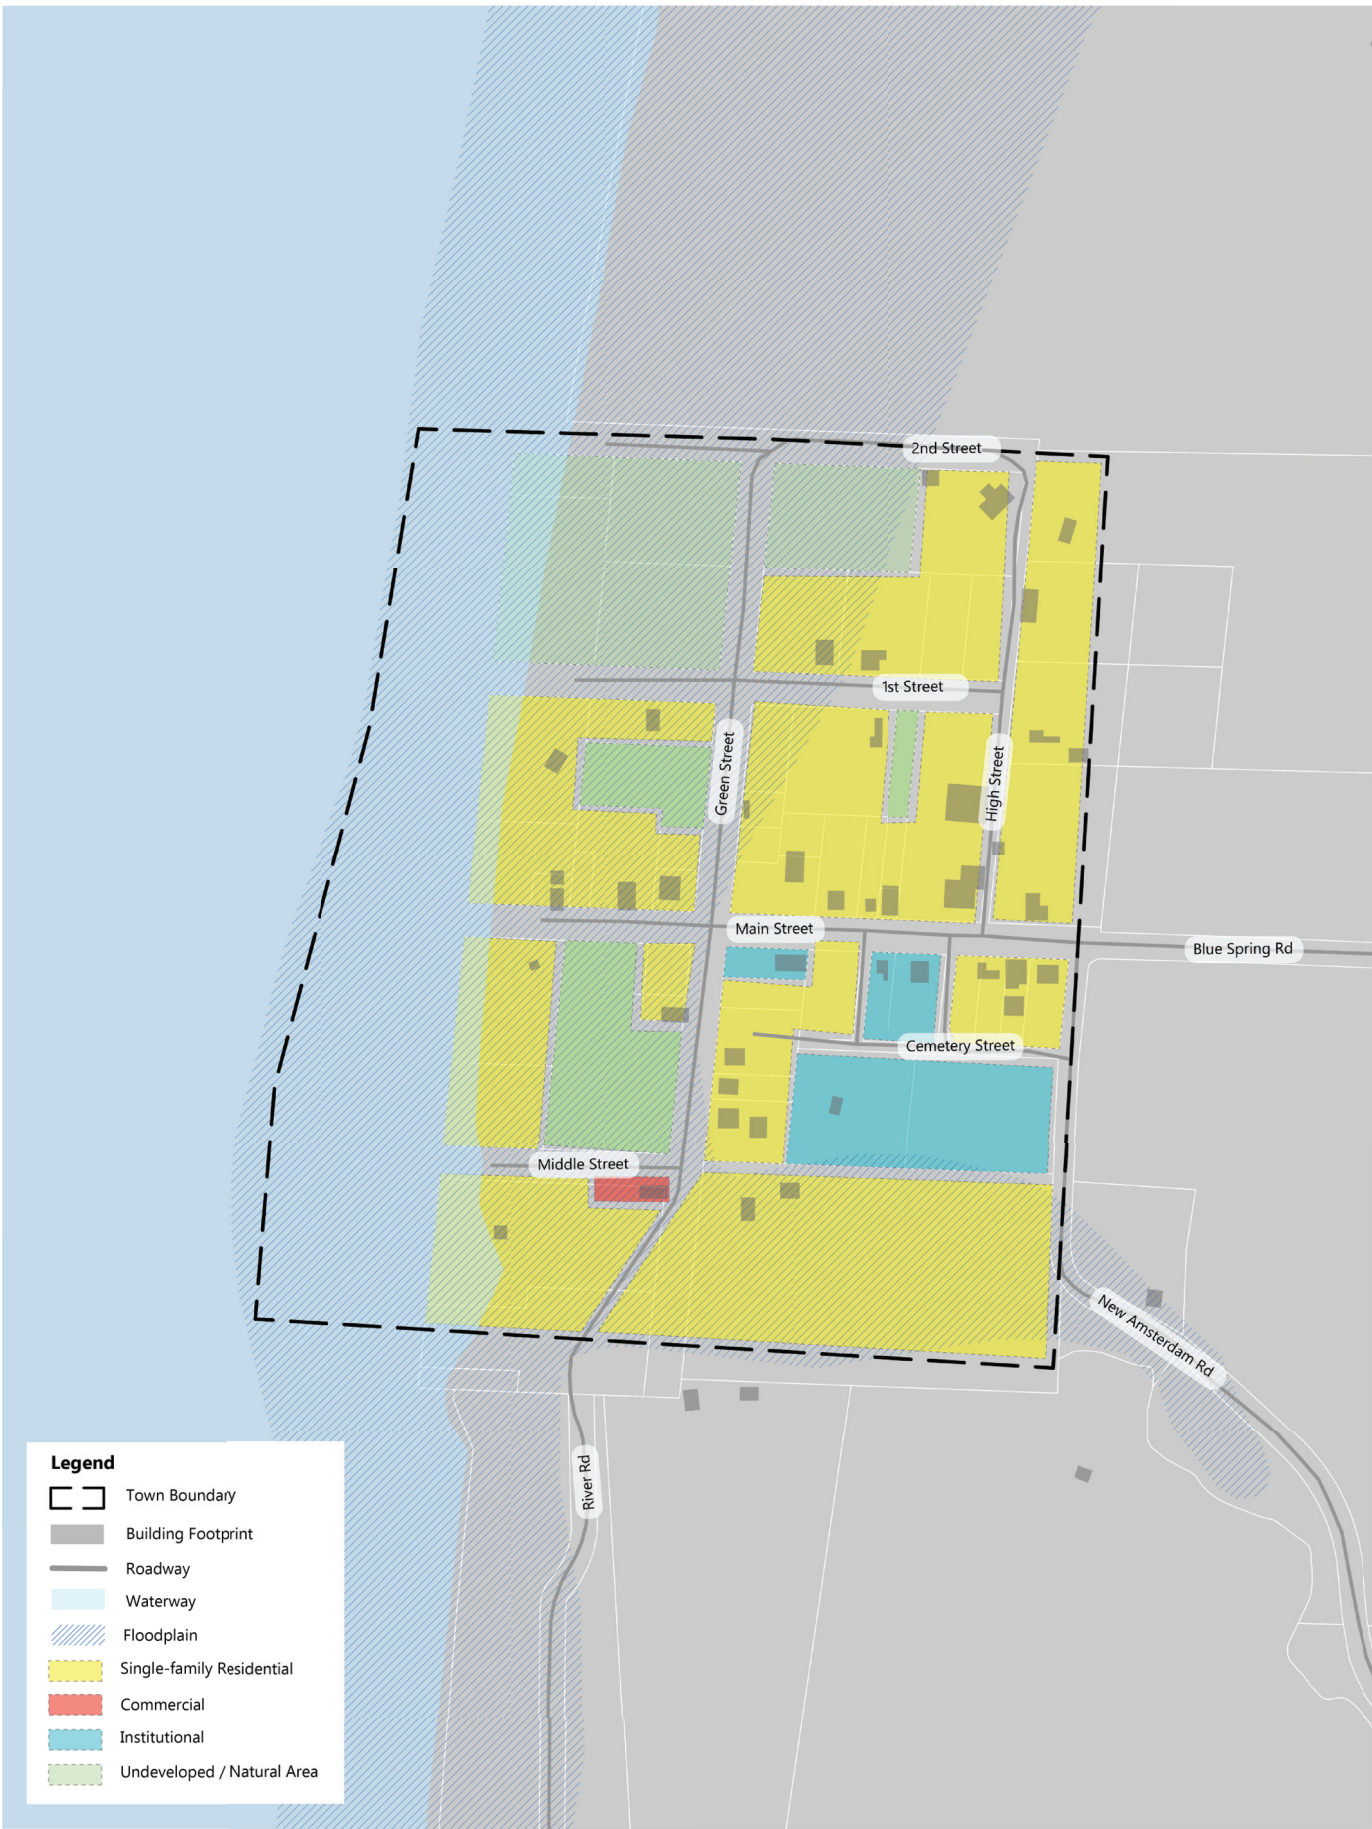 2nd Street
1st Street
Green Street
High Street
Main Street
Blue Spring Rd
Cemetery Street
Middle Street
New Amsterdam Rd
River Rd
Legend
Town Boundary
Building Footprint
Roadway
Waterway
Floodplain
Single-family Residential
Commercial
Institutional
Undeveloped / Natural Area